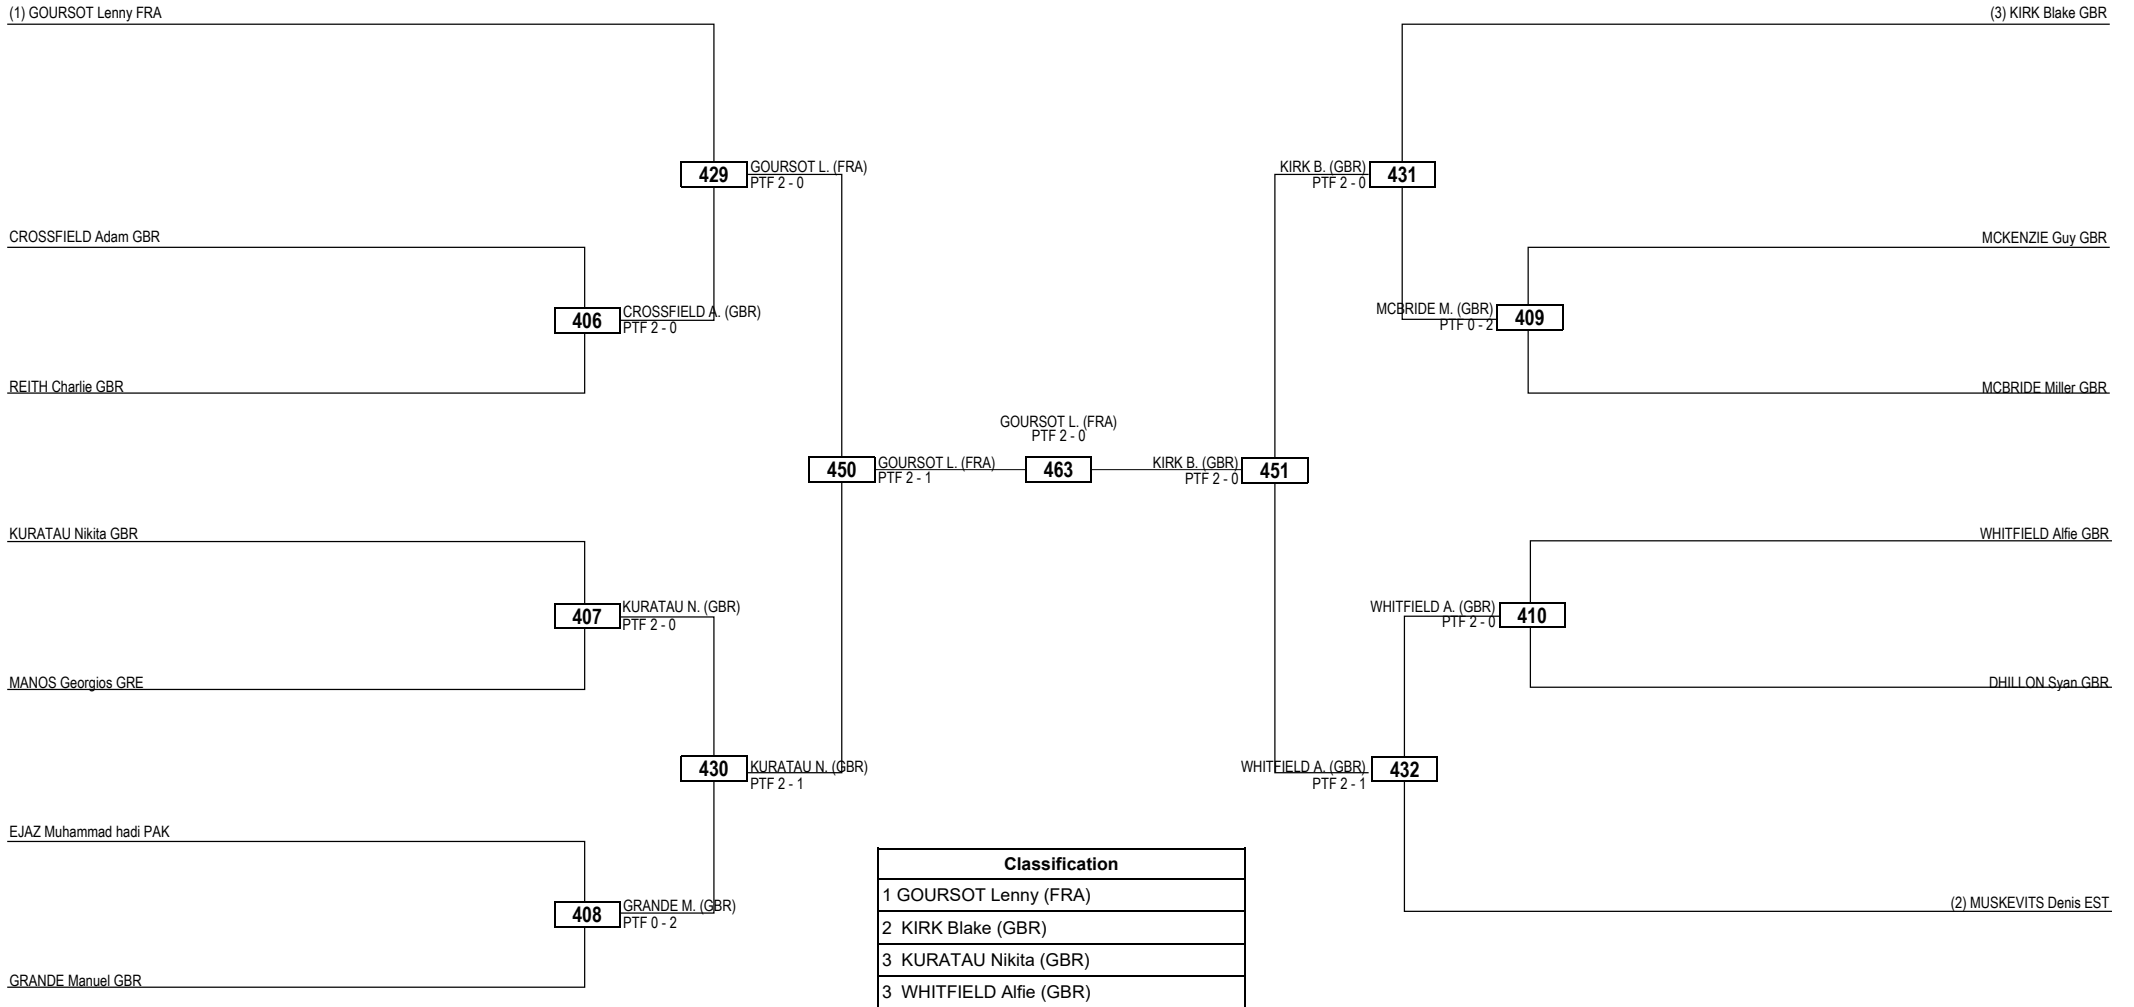 (1) GOURSOT Lenny FRA
(3) KIRK Blake GBR
429
GOURSOT L. (FRA)
PTF 2 - 0
KIRK B. (GBR)
PTF 2 - 0
431
CROSSFIELD Adam GBR
MCKENZIE Guy GBR
406
CROSSFIELD A. (GBR)
PTF 2 - 0
MCBRIDE M. (GBR)
PTF 0 - 2
409
REITH Charlie GBR
MCBRIDE Miller GBR
GOURSOT L. (FRA)
PTF 2 - 0
450
GOURSOT L. (FRA)
PTF 2 - 1
463
KIRK B. (GBR)
PTF 2 - 0
451
KURATAU Nikita GBR
WHITFIELD Alfie GBR
407
KURATAU N. (GBR)
PTF 2 - 0
WHITFIELD A. (GBR)
PTF 2 - 0
410
MANOS Georgios GRE
DHILLON Syan GBR
430
KURATAU N. (GBR)
PTF 2 - 1
WHITFIELD A. (GBR)
PTF 2 - 1
432
EJAZ Muhammad hadi PAK
408
GRANDE M. (GBR)
PTF 0 - 2
(2) MUSKEVITS Denis EST
GRANDE Manuel GBR
Classification
1 GOURSOT Lenny (FRA)
2 KIRK Blake (GBR)
3 KURATAU Nikita (GBR)
3 WHITFIELD Alfie (GBR)